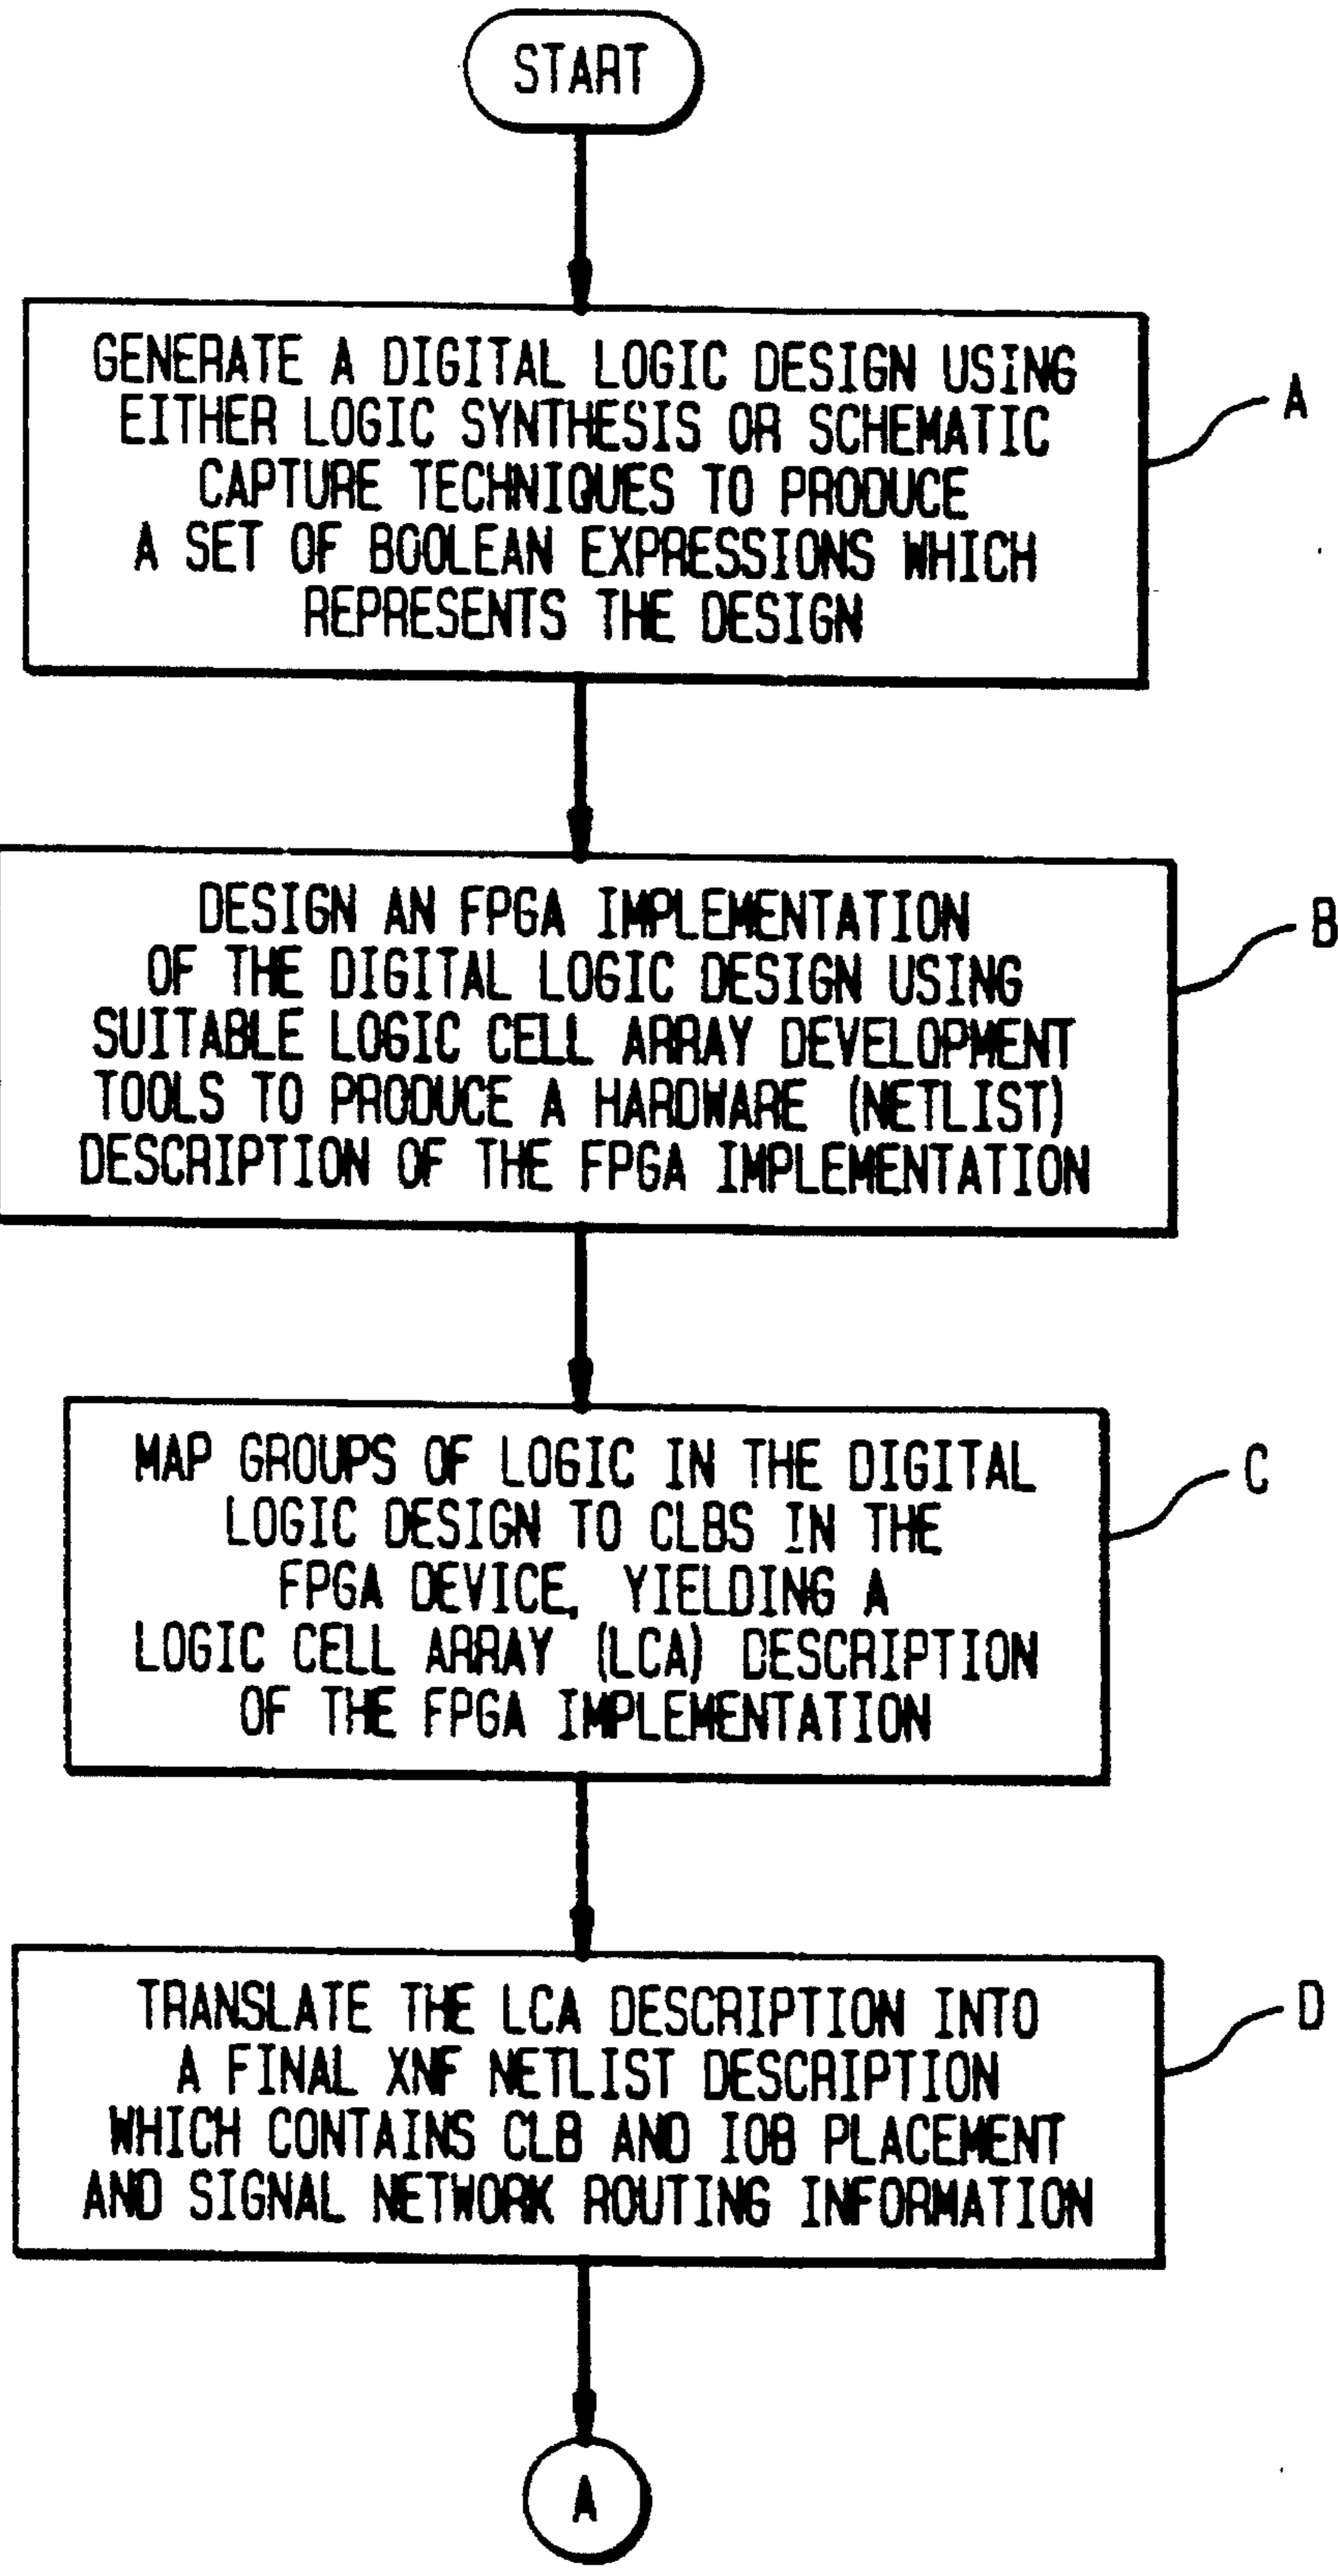 START
GENERATE A DIGITAL LOGIC DESIGN USING
EITHER LOGIC SYNTHESIS OR SCHEMATIC
CAPTURE TECHNIQUES TO PRODUCE
A SET OF BOOLEAN EXPRESSIONS WHICH
REPRESENTS THE DESIGN
A
DESIGN AN FPGA IMPLEMENTATION
OF THE DIGITAL LOGIC DESIGN USING
SUITABLE LOGIC CELL ARRAY DEVELOPMENT
TOOLS TO PRODUCE A HARDWARE (NETLIST)
DESCRIPTION OF THE FPGA IMPLEMENTATION
B
MAP GROUPS OF LOGIC IN THE DIGITAL
LOGIC DESIGN TO CLBS IN THE
FPGA DEVICE, YIELDING A
LOGIC CELL ARRAY (LCA) DESCRIPTION
OF THE FPGA IMPLEMENTATION
C
TRANSLATE THE LCA DESCRIPTION INTO
A FINAL XNF NETLIST DESCRIPTION
WHICH CONTAINS CLB AND IOB PLACEMENT
AND SIGNAL NETWORK ROUTING INFORMATION
D
A